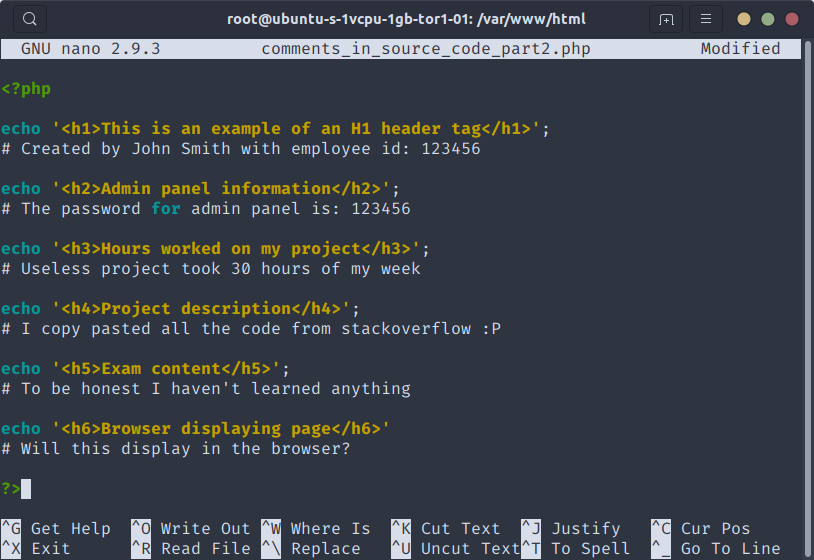 root@ubuntu-s-1vcpu-1gb-tor1-01: /var/www/html
GNU nano 2.9.3 comments_in_source_code_part2.php Modified
<?php
echo '<h1>This is an example of an H1 header tag</h1>';
# Created by John Smith with employee id: 123456
echo '<h2>Admin panel information</h2>';
# The password for admin panel is: 123456
echo '<h3>Hours worked on my project</h3>';
# Useless project took 30 hours of my week
echo '<h4>Project description</h4>';
# I copy pasted all the code from stackoverflow :P
echo '<h5>Exam content</h5>';
# To be honest I haven't learned anything
echo '<h6>Browser displaying page</h6>'
# Will this display in the browser?
?>
^G Get Help ^O Write Out ^W Where Is ^K Cut Text ^J Justify ^C Cur Pos
^X Exit ^R Read File ^\ Replace ^U Uncut Text ^T To Spell ^_ Go To Line